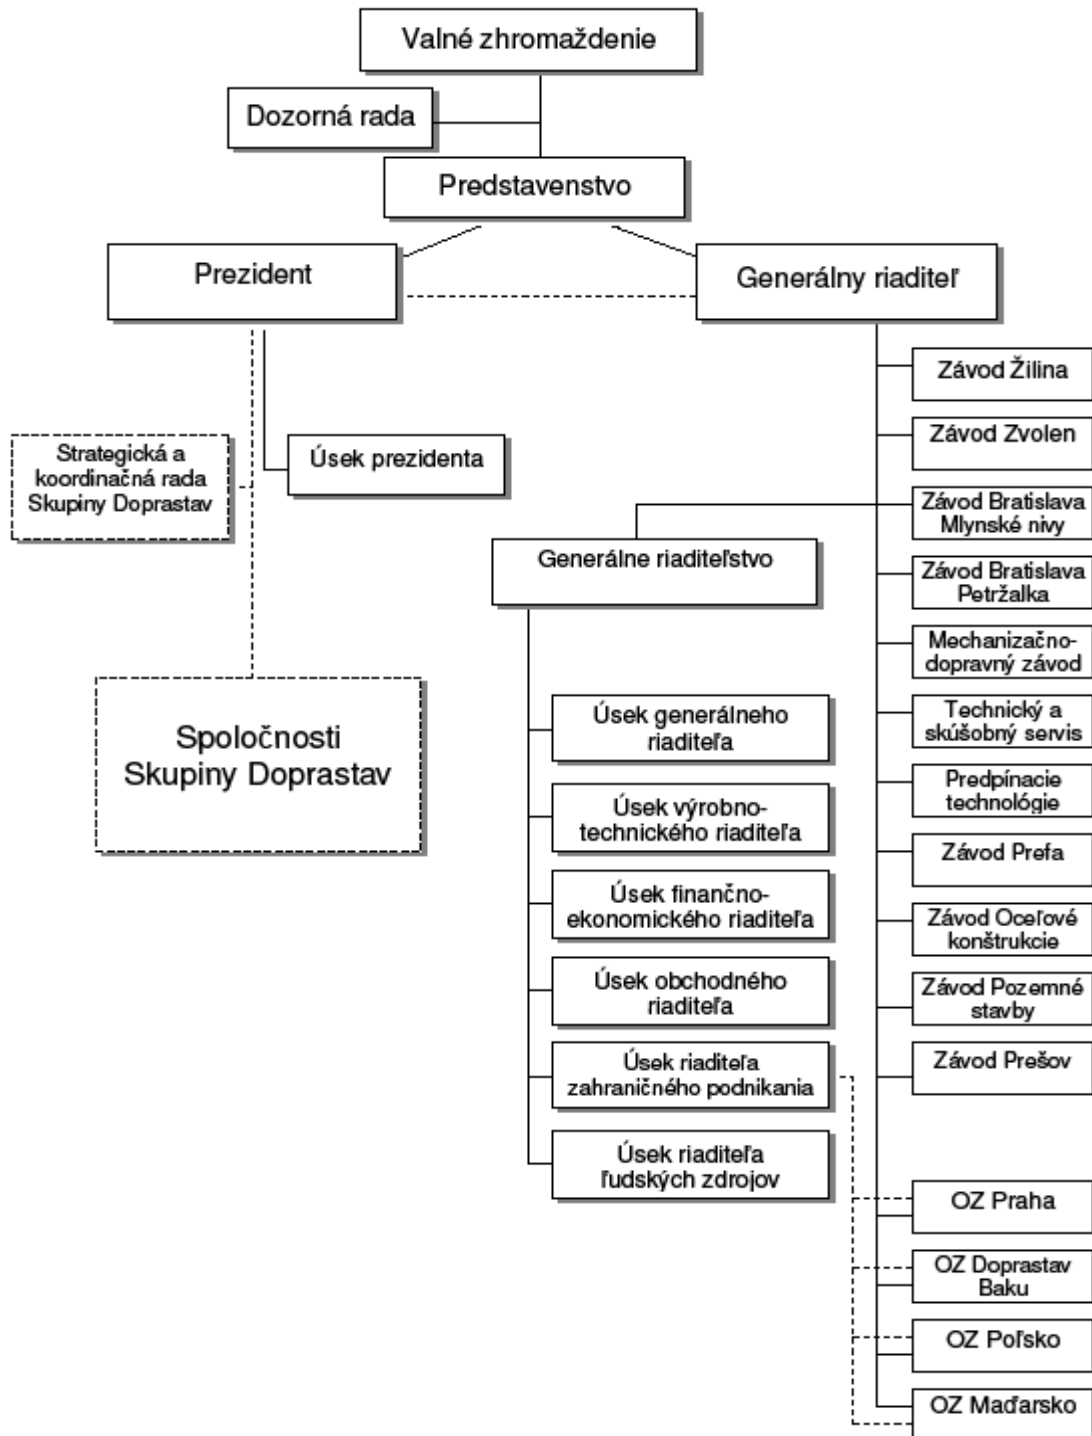 Valné zhromaždenie
Dozorná rada
Predstavenstvo
Prezident
Generálny riaditeľ
Závod Žilina
Závod Zvolen
Strategická a
koordinačná rada
Skupiny Doprastav
Úsek prezidenta
Závod Bratislava
Mlynské nivy
Generálne riaditeľstvo
Závod Bratislava
Petržalka
Mechanizačno-
dopravný závod
Spoločnosti
Skupiny Doprastav
Úsek generálneho
riaditeľa
Technický a
skúšobný servis
Úsek výrobno-
technického riaditeľa
Predpínacie
technológie
Závod Prefa
Úsek finančno-
ekonomického riaditeľa
Závod Oceľové
konštrukcie
Úsek obchodného
riaditeľa
Závod Pozemné
stavby
Úsek riaditeľa
zahraničného podnikania
Závod Prešov
Úsek riaditeľa
ľudských zdrojov
OZ Praha
OZ Doprastav
Baku
OZ Poľsko
OZ Maďarsko